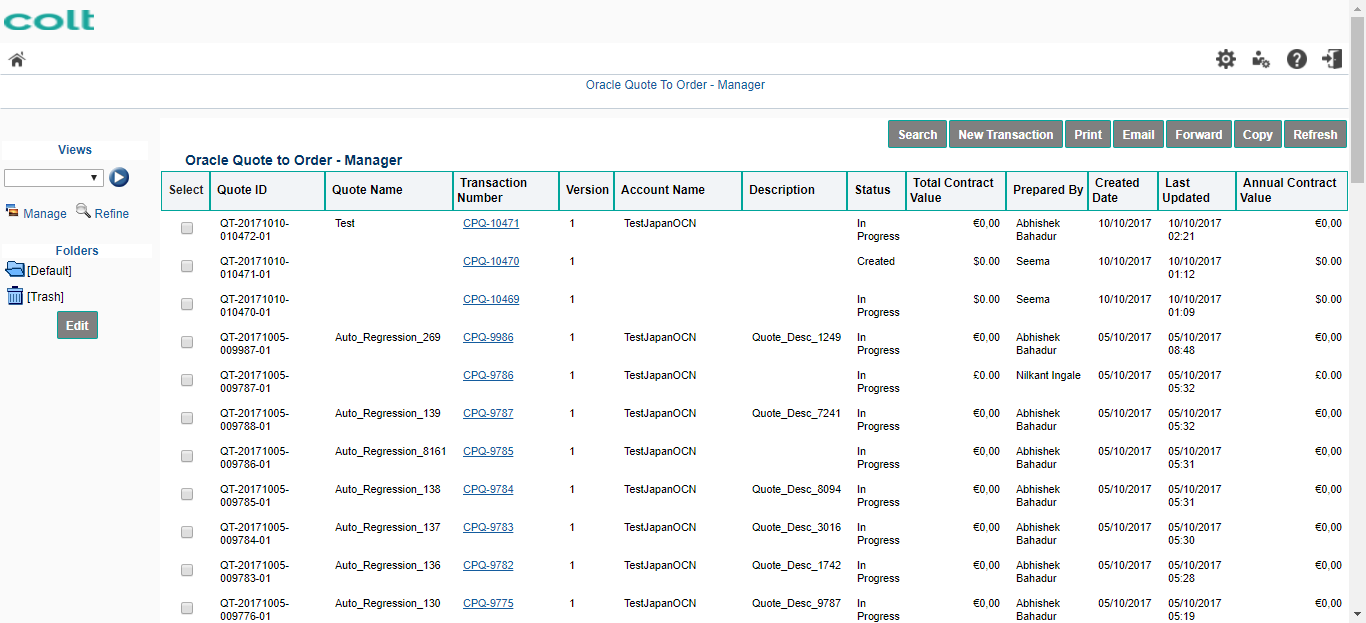 colt
Oracle Quote To Order - Manager
Search New Transaction Print Email Forward Copy Refresh
Views
Manage Refine
Folders
[Default]
[Trash]
Edit
Oracle Quote to Order - Manager
Select Quote ID Quote Name Transaction Number Version Account Name Description Status Total Contract Value Prepared By Created Date Last Updated Annual Contract Value
QT-20171010- Test CPQ-10471 1 TestJapanOCN In €0,00 Abhishek 10/10/2017 10/10/2017 €0,00
010472-01 Progress Bahadur 02:21
QT-20171010- CPQ-10470 1 Created $0.00 Seema 10/10/2017 10/10/2017 $0.00
010471-01 01:12
QT-20171010- CPQ-10469 1 In $0.00 Seema 10/10/2017 10/10/2017 $0.00
010470-01 Progress 01:09
QT-20171005- Auto_Regression_269 CPQ-9986 1 TestJapanOCN Quote_Desc_1249 In €0,00 Abhishek 05/10/2017 05/10/2017 €0,00
009987-01 Progress Bahadur 08:48
QT-20171005- CPQ-9786 1 TestJapanOCN In £0.00 Nilkant Ingale 05/10/2017 05/10/2017 £0.00
009787-01 Progress 05:32
QT-20171005- Auto_Regression_139 CPQ-9787 1 TestJapanOCN Quote_Desc_7241 In €0,00 Abhishek 05/10/2017 05/10/2017 €0,00
009788-01 Progress Bahadur 05:32
QT-20171005- Auto_Regression_8161 CPQ-9785 1 TestJapanOCN In €0,00 Abhishek 05/10/2017 05/10/2017 €0,00
009786-01 Progress Bahadur 05:31
QT-20171005- Auto_Regression_138 CPQ-9784 1 TestJapanOCN Quote_Desc_8094 In €0,00 Abhishek 05/10/2017 05/10/2017 €0,00
009785-01 Progress Bahadur 05:31
QT-20171005- Auto_Regression_137 CPQ-9783 1 TestJapanOCN Quote_Desc_3016 In €0,00 Abhishek 05/10/2017 05/10/2017 €0,00
009784-01 Progress Bahadur 05:30
QT-20171005- Auto_Regression_136 CPQ-9782 1 TestJapanOCN Quote_Desc_1742 In €0,00 Abhishek 05/10/2017 05/10/2017 €0,00
009783-01 Progress Bahadur 05:28
QT-20171005- Auto_Regression_130 CPQ-9775 1 TestJapanOCN Quote_Desc_9787 In €0,00 Abhishek 05/10/2017 05/10/2017 €0,00
009776-01 Progress Bahadur 05:19